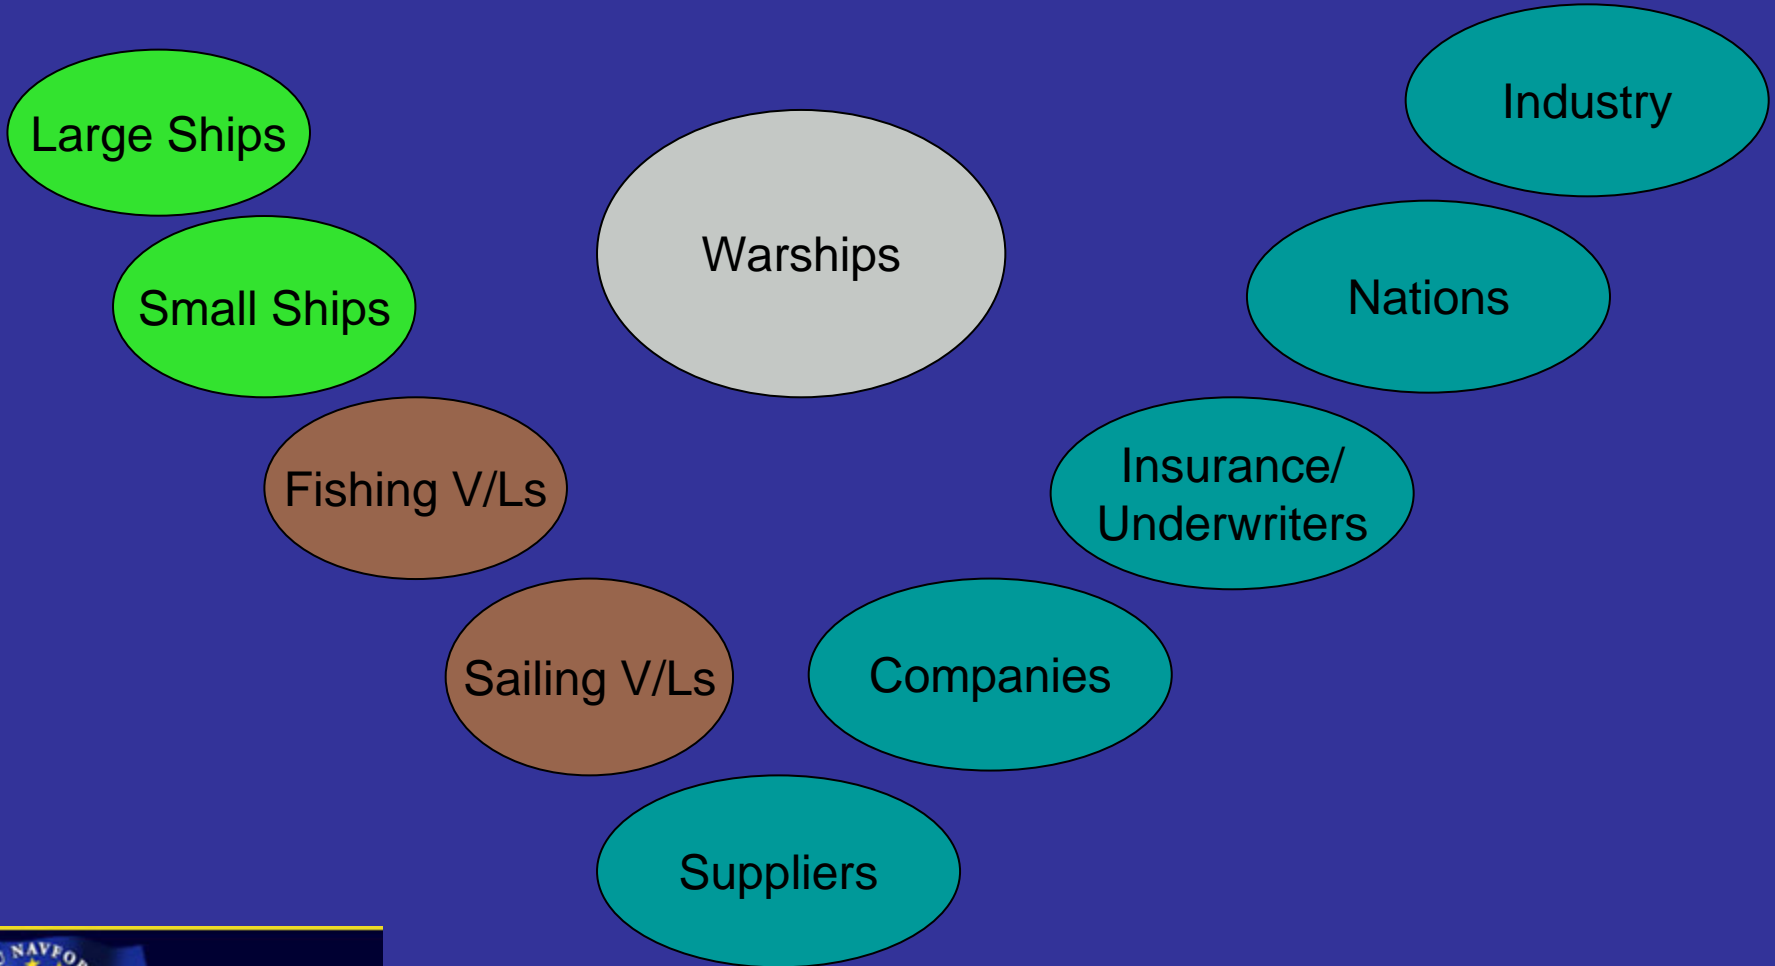 Large Ships
Small Ships
Fishing V/Ls
Sailing V/Ls
Warships
Industry
Nations
Insurance/
Underwriters
Companies
Suppliers